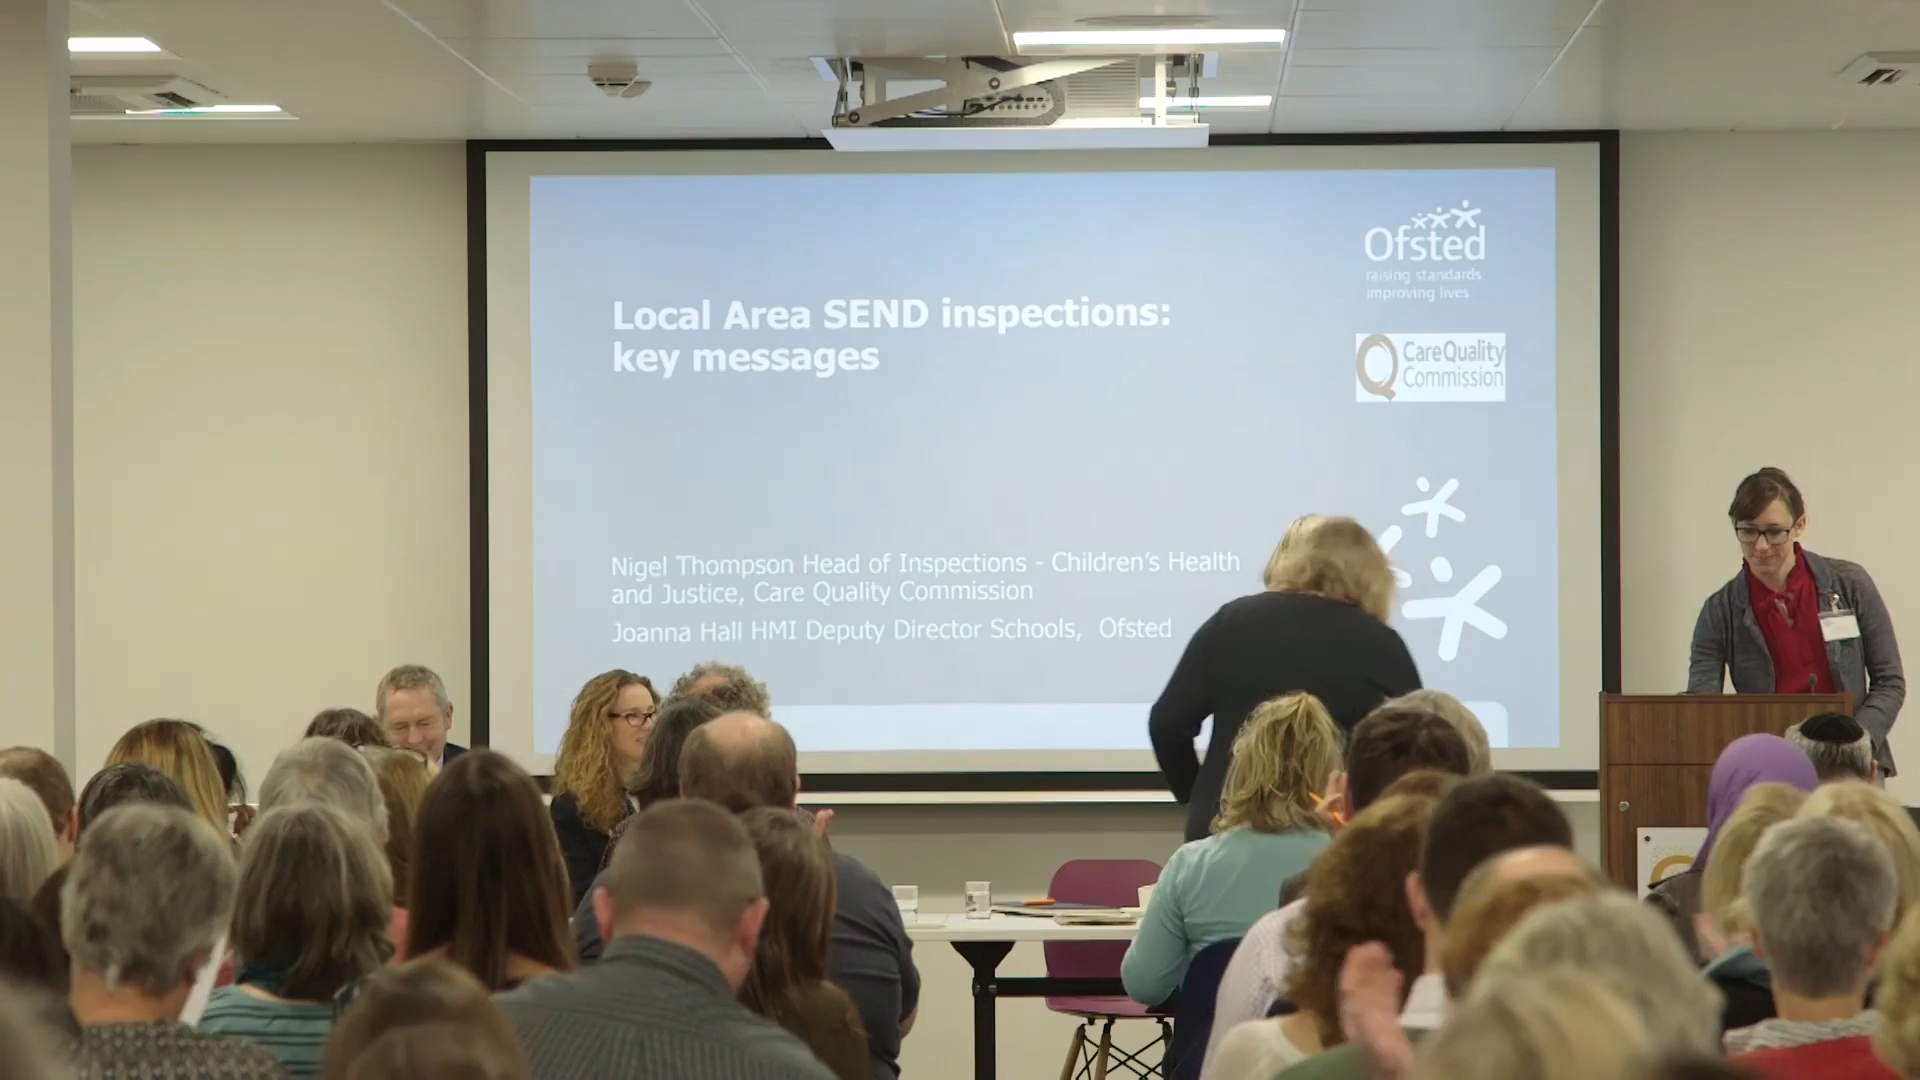 Ofsted
raising standards
improving lives
Local Area SEND inspections:
key messages
CareQuality
Commission
Nigel Thompson Head of Inspections - Children's Health
and Justice, Care Quality Commission
Joanna Hall HMI Deputy Director Schools, Ofsted